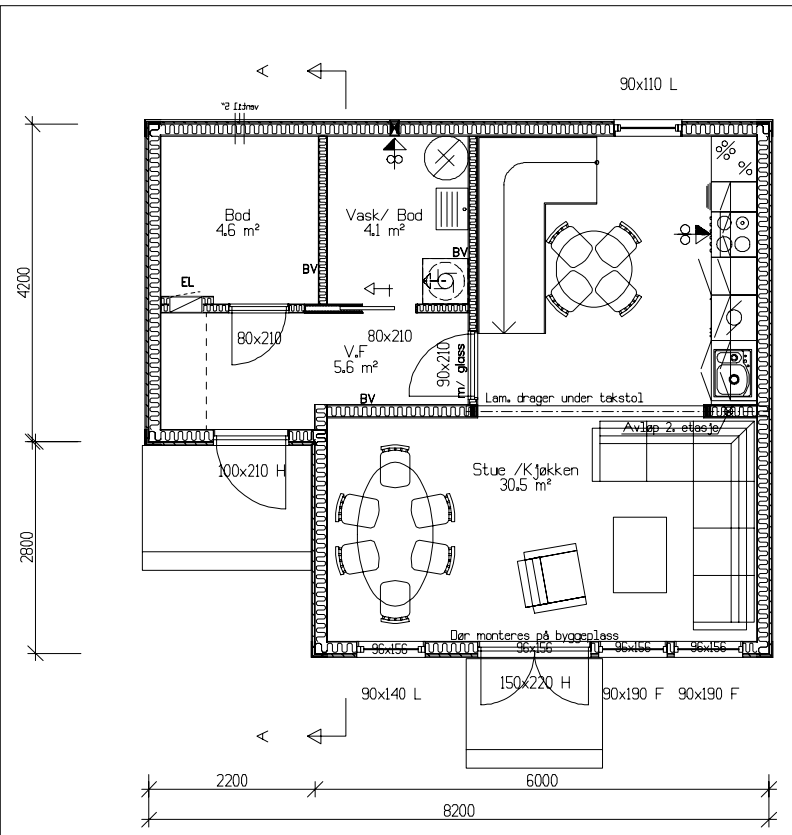 A
90x110 L
ventil 5"
Bod
4.6 m²
Vask/ Bod
4.1 m²
BV
BV
EL
4200
80x210
80x210
V.F
5.6 m²
90x210
m/ glass
BV
Lam. drager under takstol
Avløp 2. etasje
100x210 H
Stue /Kjøkken
30.5 m²
2800
Dør monteres på byggeplass
96x156
96x156
96x156
96x156
90x140 L
150x220 H
90x190 F
90x190 F
A
2200
6000
8200